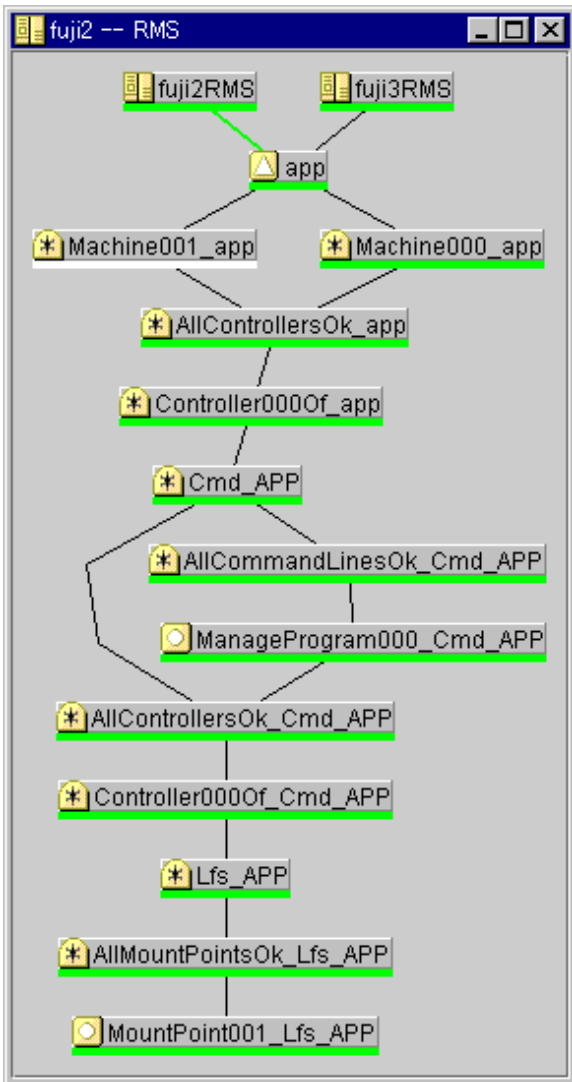 fuji2 -- RMS
fuji2RMS
fuji3RMS
app
Machine001_app
Machine000_app
AllControllersOk_app
Controller000Of_app
Cmd_APP
AllCommandLinesOk_Cmd_APP
ManageProgram000_Cmd_APP
AllControllersOk_Cmd_APP
Controller000Of_Cmd_APP
Lfs_APP
AllMountPointsOk_Lfs_APP
MountPoint001_Lfs_APP